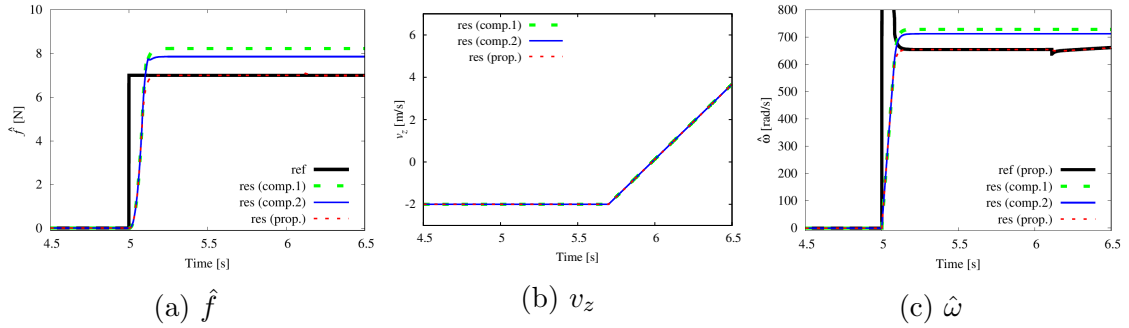 10
8
6
4
2
0
f̂ [N]
ref
res (comp.1)
res (comp.2)
res (prop.)
4.5 5 5.5 6 6.5
Time [s]
(a) f̂
6
4
2
0
-2
v_z [m/s]
res (comp.1)
res (comp.2)
res (prop.)
4.5 5 5.5 6 6.5
Time [s]
(b) v_z
800
700
600
500
400
300
200
100
0
ω̂ [rad/s]
ref (prop.)
res (comp.1)
res (comp.2)
res (prop.)
4.5 5 5.5 6 6.5
Time [s]
(c) ω̂